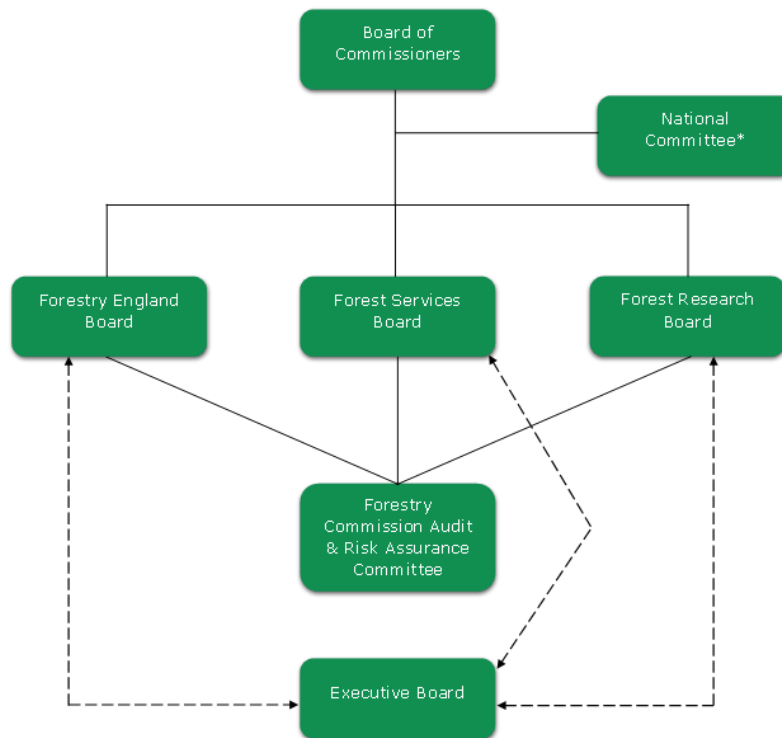 Board of
Commissioners
National
Committee*
Forestry England
Board
Forest Services
Board
Forest Research
Board
Forestry
Commission Audit
& Risk Assurance
Committee
Executive Board